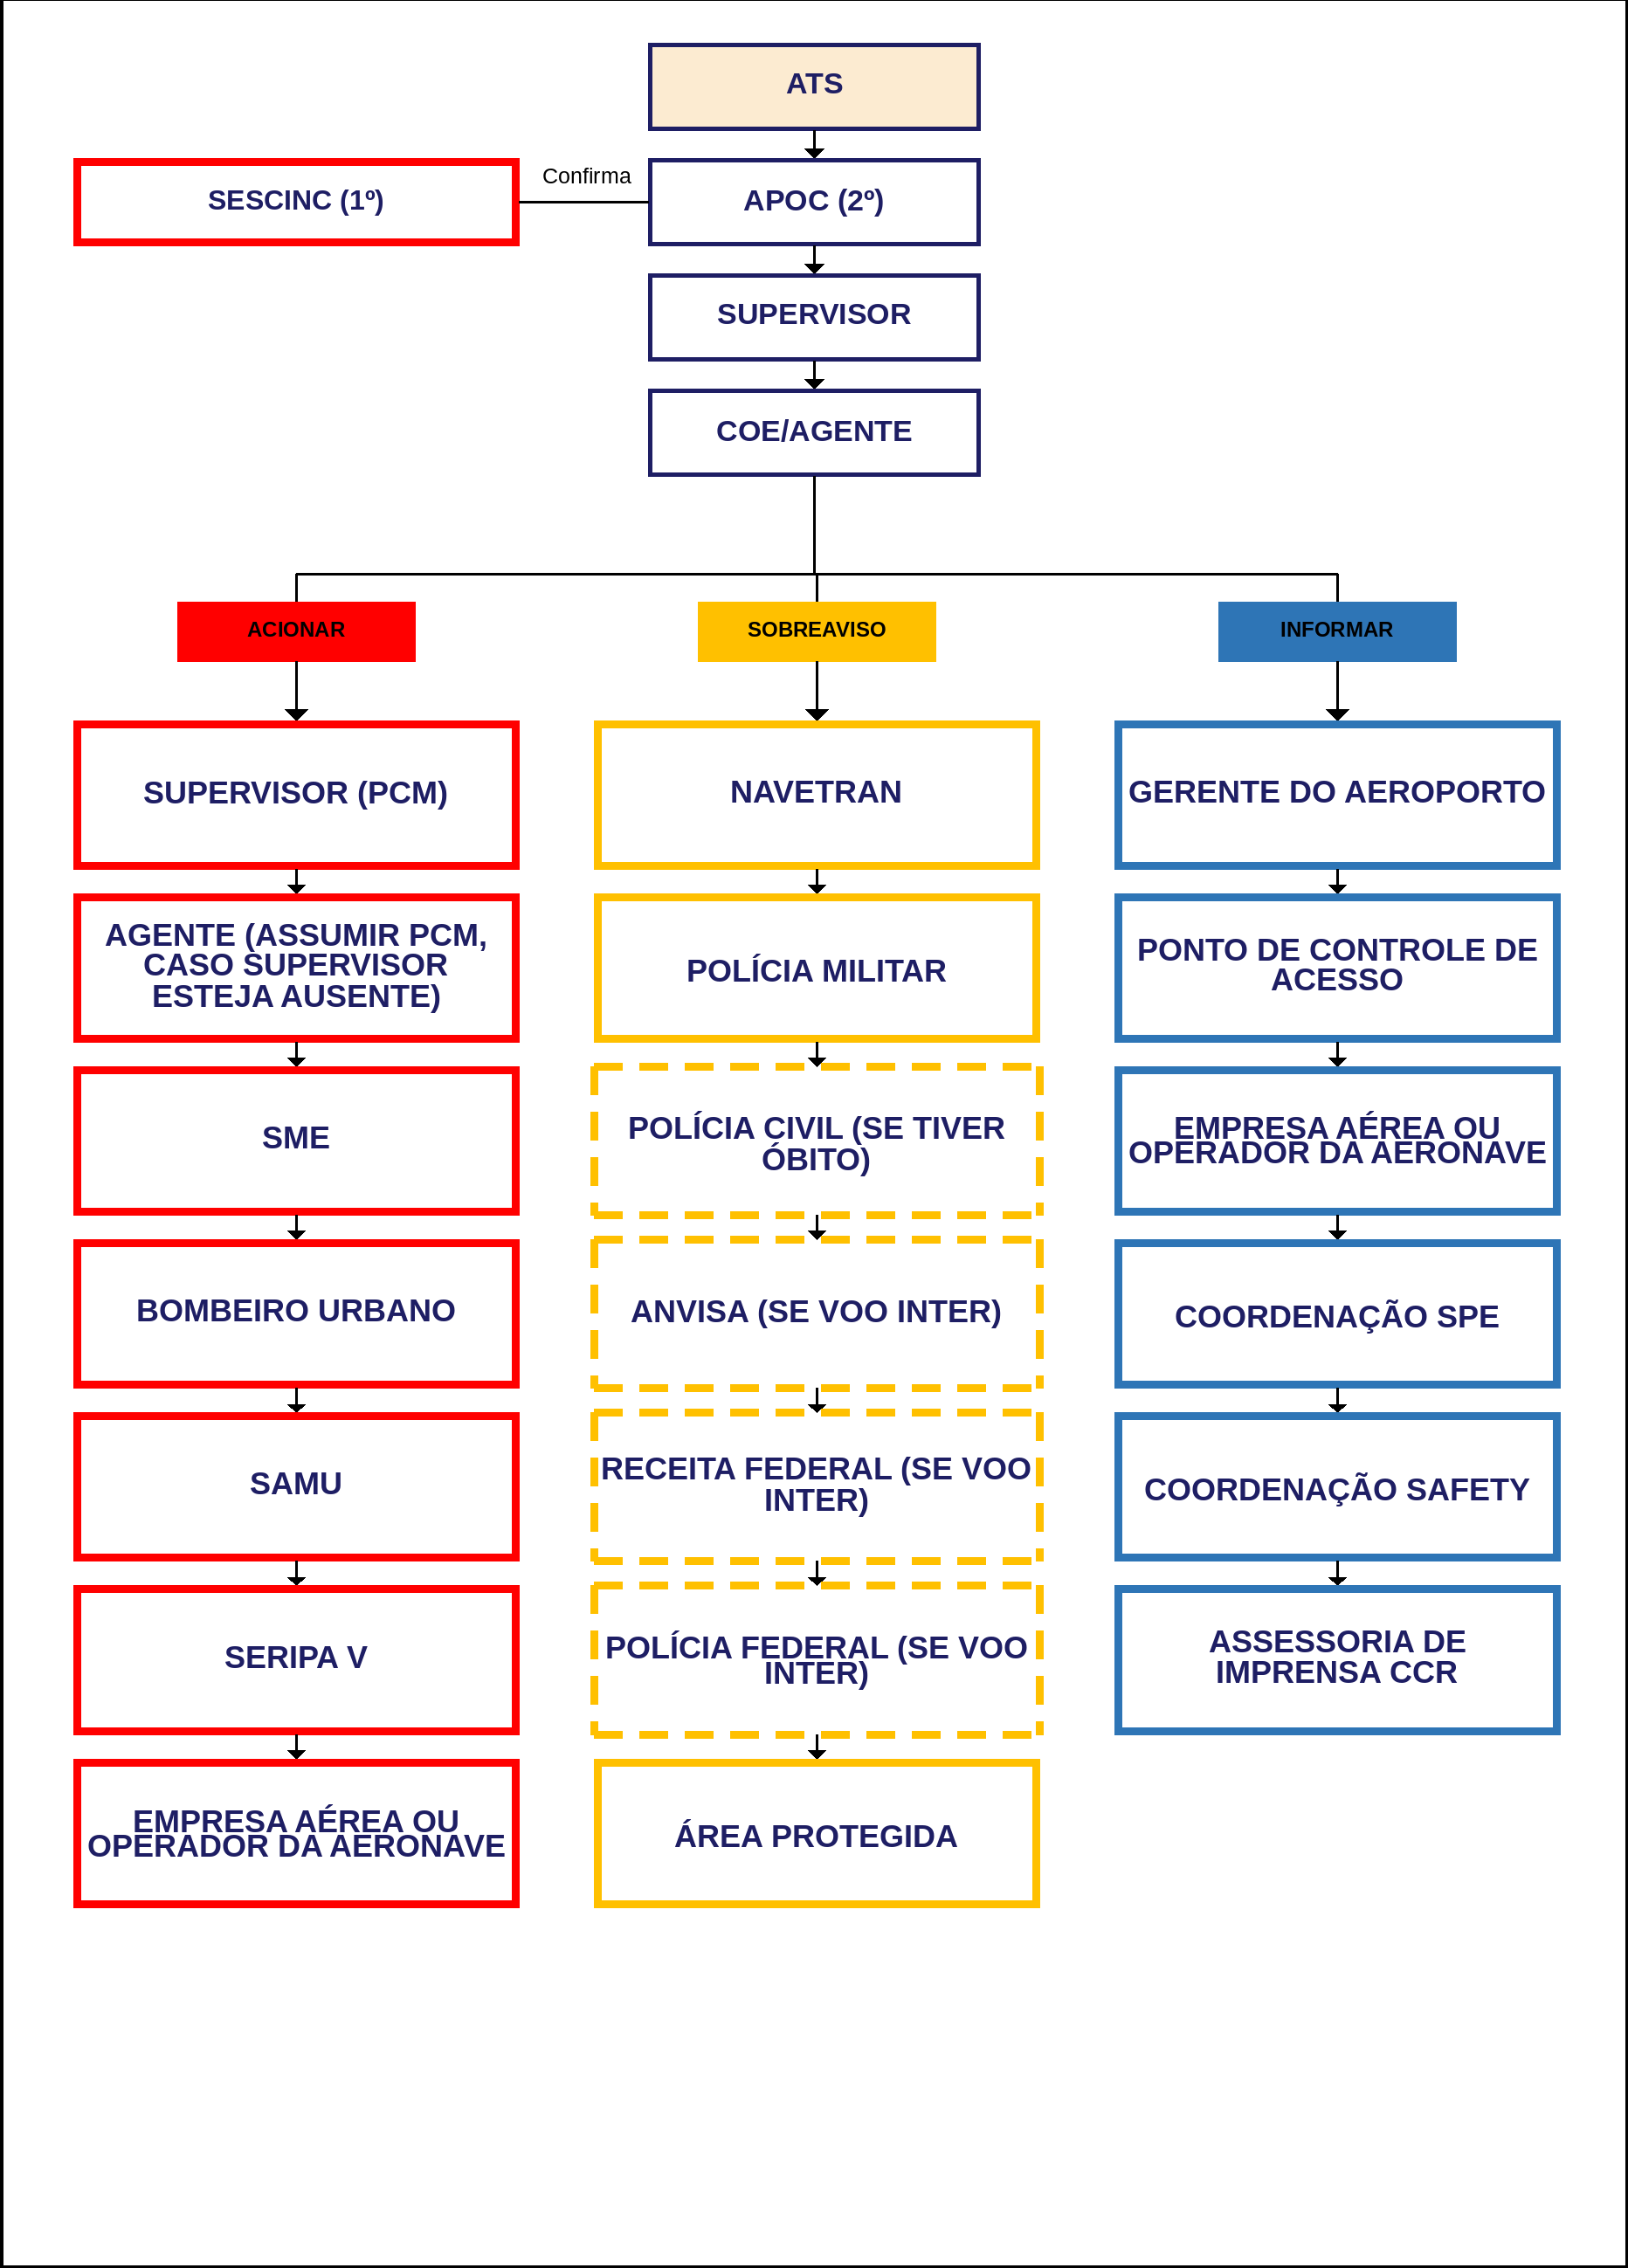 ATS
Confirma
SESCINC (1º)
APOC (2º)
SUPERVISOR
COE/AGENTE
ACIONAR
SOBREAVISO
INFORMAR
SUPERVISOR (PCM)
NAVETRAN
GERENTE DO AEROPORTO
AGENTE (ASSUMIR PCM,
CASO SUPERVISOR
ESTEJA AUSENTE)
POLÍCIA MILITAR
PONTO DE CONTROLE DE
ACESSO
SME
POLÍCIA CIVIL (SE TIVER
ÓBITO)
EMPRESA AÉREA OU
OPERADOR DA AERONAVE
BOMBEIRO URBANO
ANVISA (SE VOO INTER)
COORDENAÇÃO SPE
SAMU
RECEITA FEDERAL (SE VOO
INTER)
COORDENAÇÃO SAFETY
SERIPA V
POLÍCIA FEDERAL (SE VOO
INTER)
ASSESSORIA DE
IMPRENSA CCR
EMPRESA AÉREA OU
OPERADOR DA AERONAVE
ÁREA PROTEGIDA